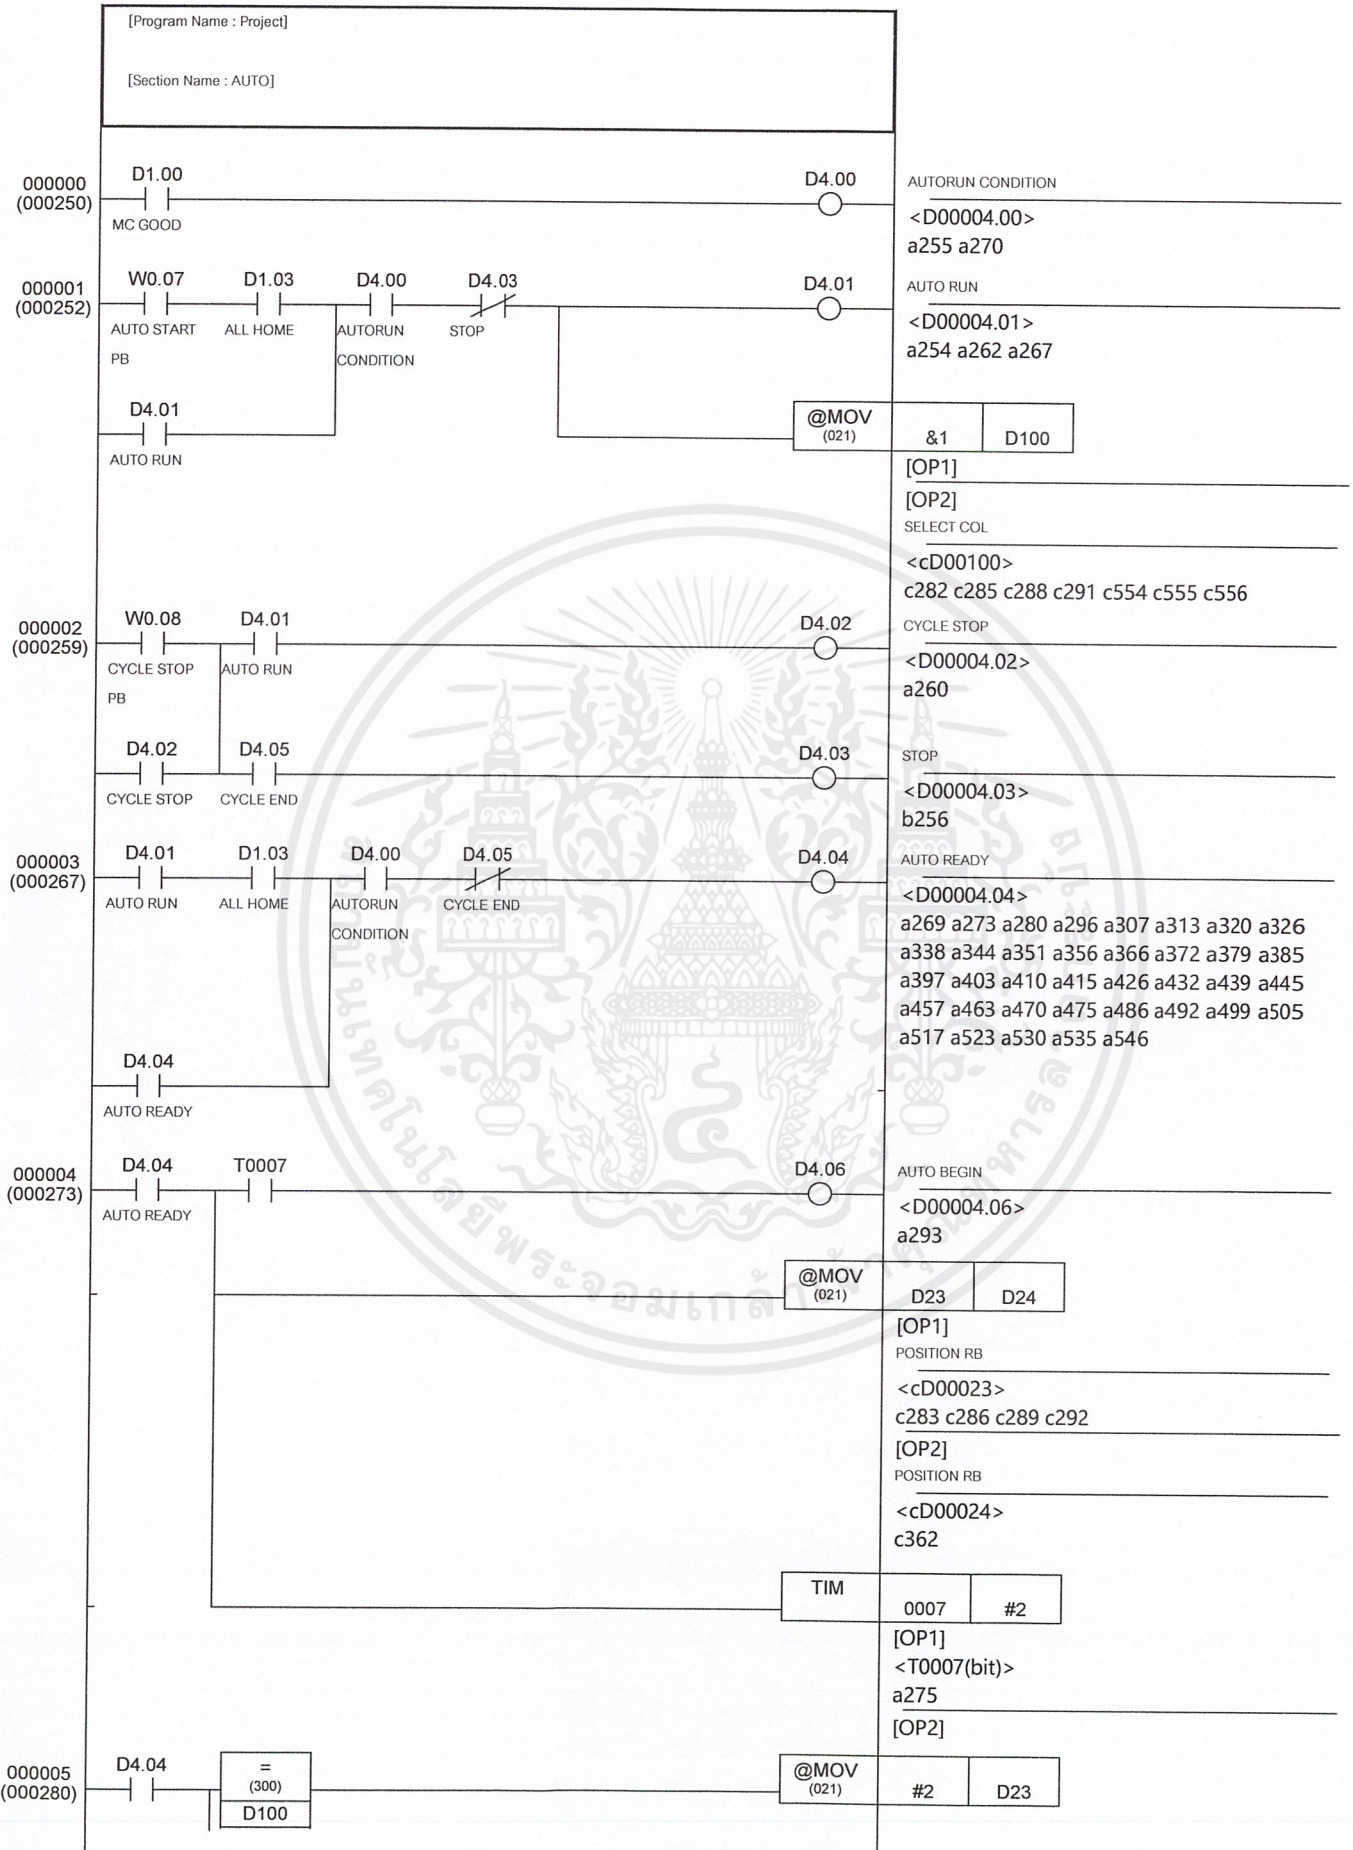 [Program Name : Project]
[Section Name : AUTO]
000000
(000250)
D1.00
MC GOOD
D4.00
AUTORUN CONDITION
<D00004.00>
a255 a270
000001
(000252)
W0.07 D1.03 D4.00 D4.03
AUTO START ALL HOME AUTORUN STOP
PB CONDITION
D4.01
AUTO RUN
<D00004.01>
a254 a262 a267
D4.01
AUTO RUN
@MOV
(021)
&1 D100
[OP1]
[OP2]
SELECT COL
<cD00100>
c282 c285 c288 c291 c554 c555 c556
000002
(000259)
W0.08 D4.01
CYCLE STOP AUTO RUN
PB
D4.02
CYCLE STOP
<D00004.02>
a260
D4.02 D4.05
CYCLE STOP CYCLE END
D4.03
STOP
<D00004.03>
b256
000003
(000267)
D4.01 D1.03 D4.00 D4.05
AUTO RUN ALL HOME AUTORUN CYCLE END
CONDITION
D4.04
AUTO READY
<D00004.04>
a269 a273 a280 a296 a307 a313 a320 a326
a338 a344 a351 a356 a366 a372 a379 a385
a397 a403 a410 a415 a426 a432 a439 a445
a457 a463 a470 a475 a486 a492 a499 a505
a517 a523 a530 a535 a546
D4.04
AUTO READY
000004
(000273)
D4.04 T0007
AUTO READY
D4.06
AUTO BEGIN
<D00004.06>
a293
@MOV
(021)
D23 D24
[OP1]
POSITION RB
<cD00023>
c283 c286 c289 c292
[OP2]
POSITION RB
<cD00024>
c362
TIM
0007 #2
[OP1]
<T0007(bit)>
a275
[OP2]
000005
(000280)
D4.04
=
(300)
D100
@MOV
(021)
#2 D23